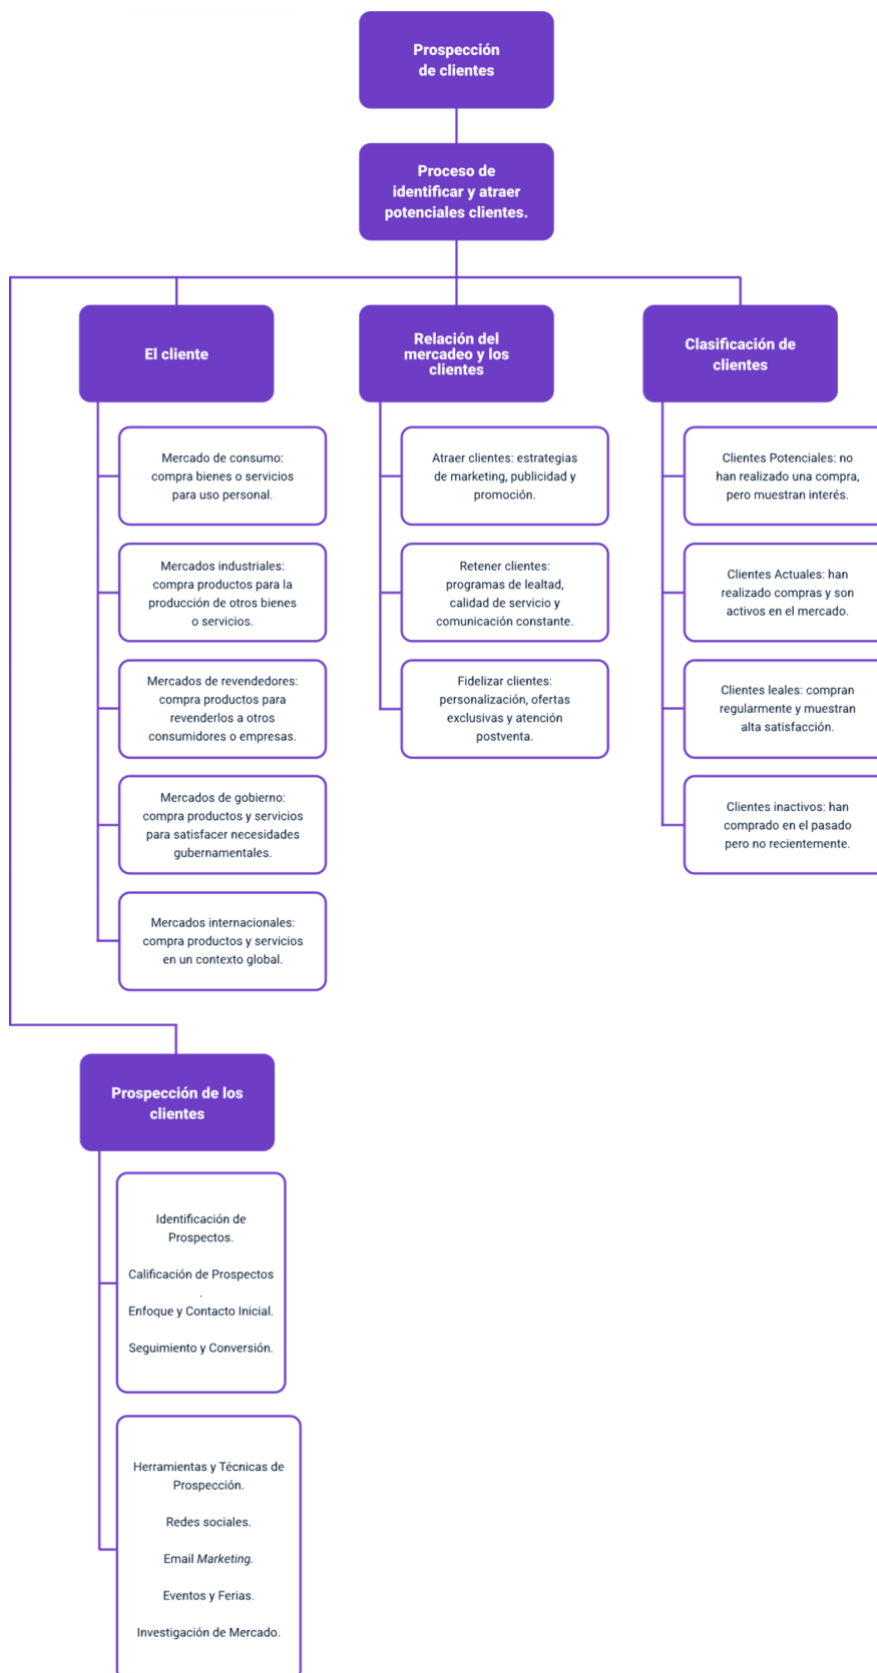 Prospección
de clientes
Proceso de
identificar y atraer
potenciales clientes.
El cliente
Mercado de consumo:
compra bienes o servicios
para uso personal.
Mercados industriales:
compra productos para la
producción de otros bienes
o servicios.
Mercados de revendedores:
compra productos para
revenderlos a otros
consumidores o empresas.
Mercados de gobierno:
compra productos y servicios
para satisfacer necesidades
gubernamentales.
Mercados internacionales:
compra productos y servicios
en un contexto global.
Relación del
mercadeo y los
clientes
Atraer clientes: estrategias
de marketing, publicidad y
promoción.
Retener clientes:
programas de lealtad,
calidad de servicio y
comunicación constante.
Fidelizar clientes:
personalización, ofertas
exclusivas y atención
postventa.
Clasificación de
clientes
Clientes Potenciales: no
han realizado una compra,
pero muestran interés.
Clientes Actuales: han
realizado compras y son
activos en el mercado.
Clientes leales: compran
regularmente y muestran
alta satisfacción.
Clientes inactivos: han
comprado en el pasado
pero no recientemente.
Prospección de los
clientes
Identificación de
Prospectos.
Calificación de Prospectos
.
Enfoque y Contacto Inicial.
Seguimiento y Conversión.
Herramientas y Técnicas de
Prospección.
Redes sociales.
Email Marketing.
Eventos y Ferias.
Investigación de Mercado.